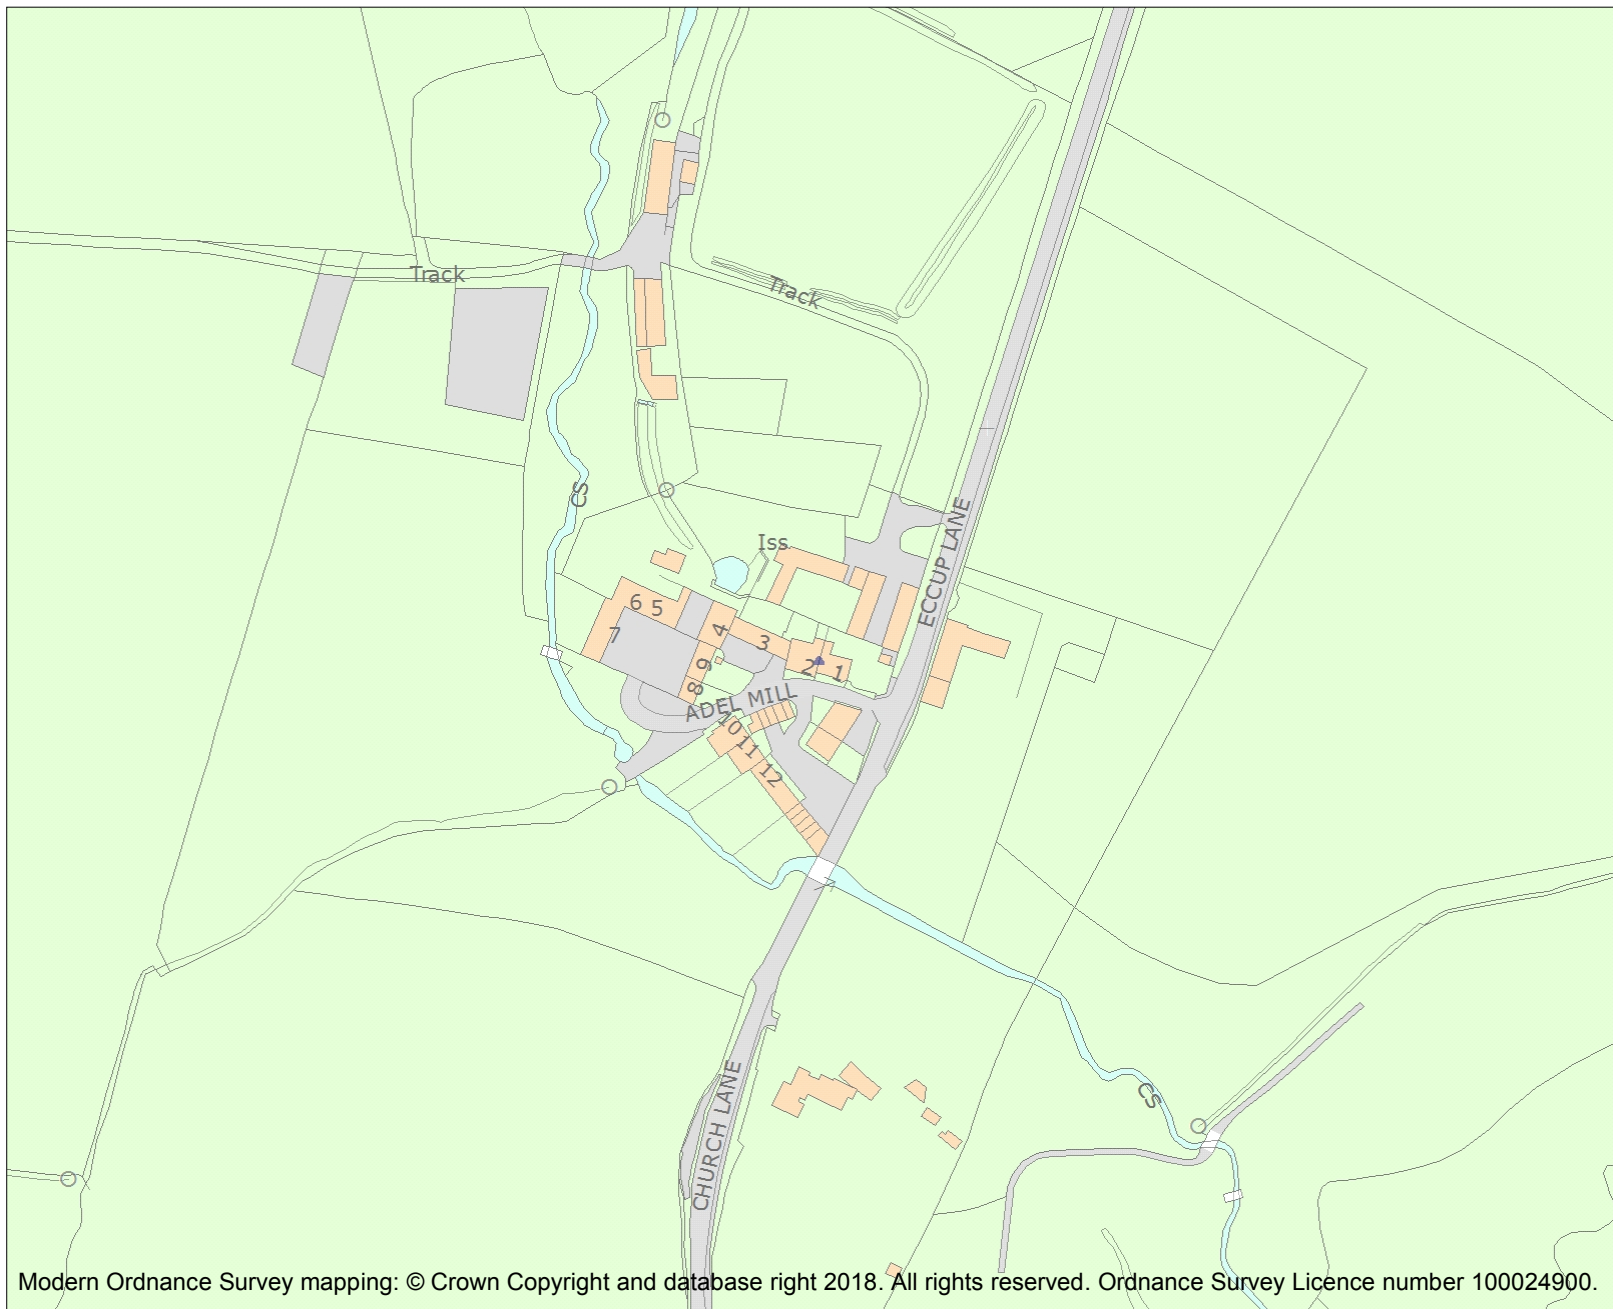 Track
Track
CS
Iss
ECCUP LANE
6
5
7
4
3
2
1
9
8
ADEL MILL
10
11
12
CHURCH LANE
CS
Modern Ordnance Survey mapping: © Crown Copyright and database right 2018. All rights reserved. Ordnance Survey Licence number 100024900.